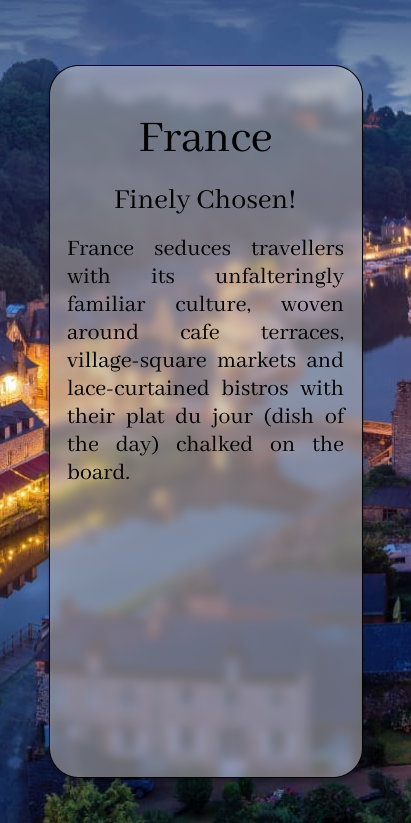 France
Finely Chosen!
France seduces travellers
with its unfalteringly
familiar culture, woven
around cafe terraces,
village-square markets and
lace-curtained bistros with
their plat du jour (dish of
the day) chalked on the
board.